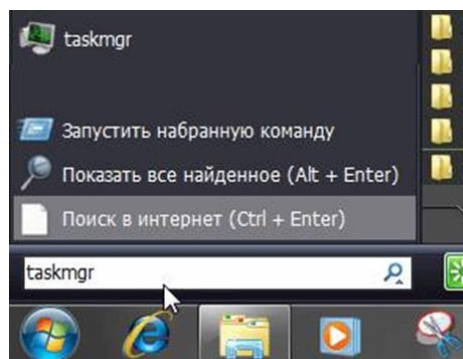 taskmgr
Запустить набранную команду
Показать все найденное (Alt + Enter)
Поиск в интернет (Ctrl + Enter)
taskmgr